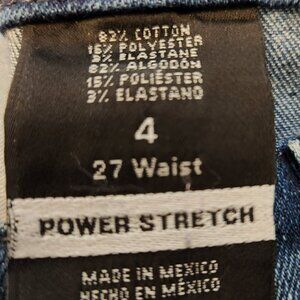 82% COTTON
15% POLYESTER
3% ELASTANE
82% ALGODÓN
15% POLIÉSTER
3% ELASTANO
4
27 Waist
POWER STRETCH
MADE IN MEXICO
HECHO EN MÉXICO